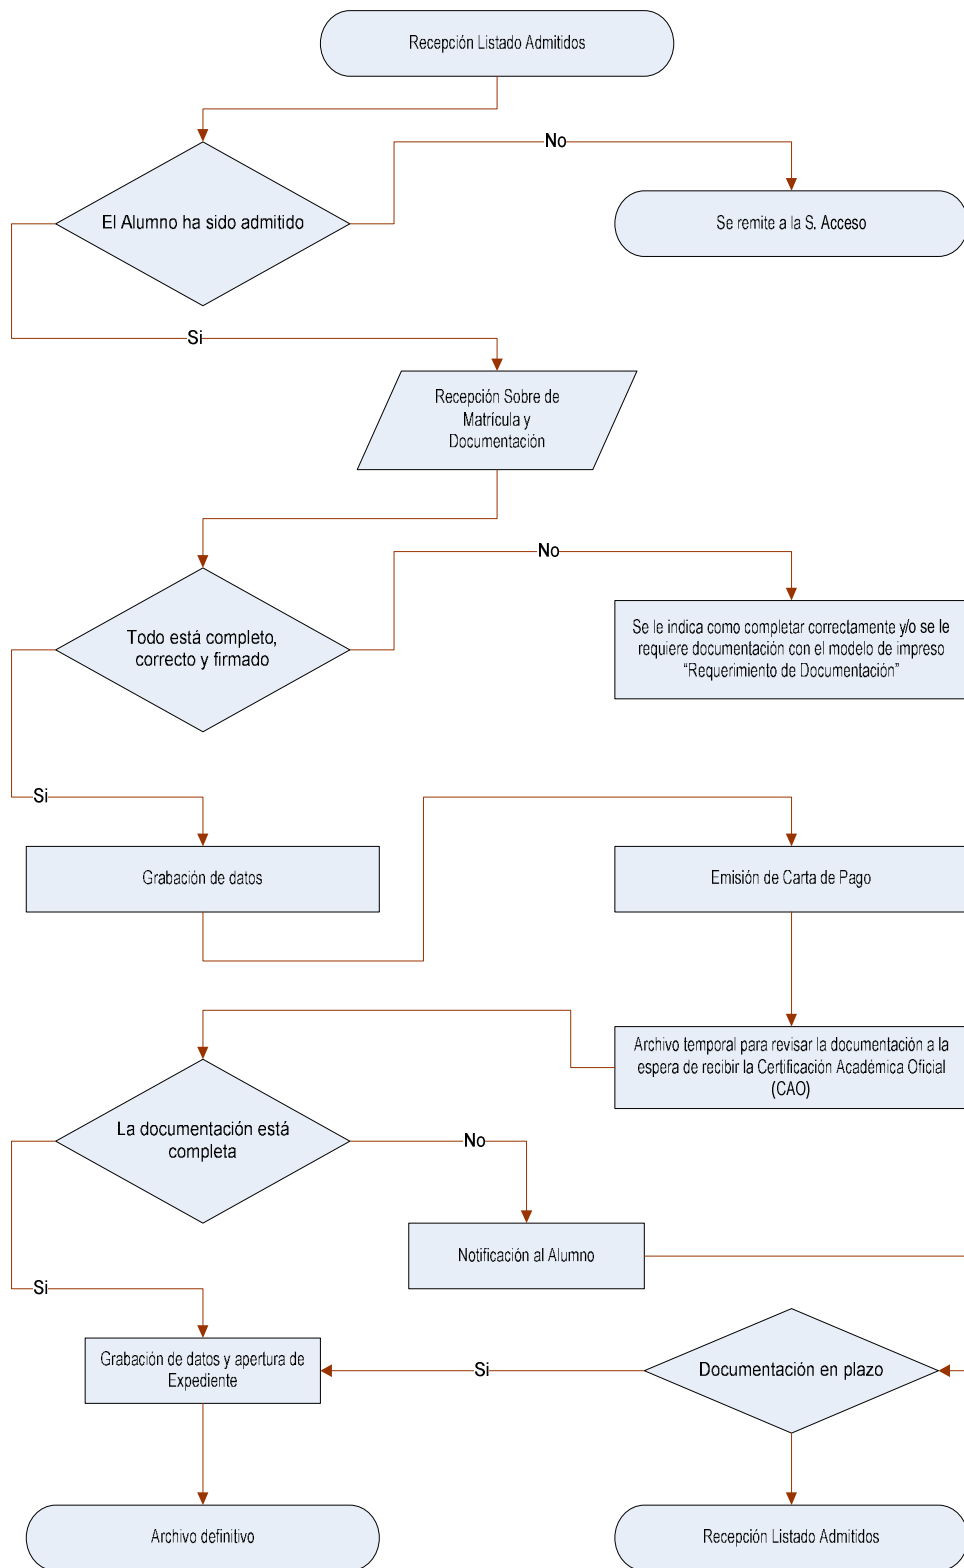 Recepción Listado Admitidos
No
El Alumno ha sido admitido
Se remite a la S. Acceso
Si
Recepción Sobre de
Matrícula y
Documentación
No
Todo está completo,
correcto y firmado
Se le indica como completar correctamente y/o se le
requiere documentación con el modelo de impreso
“Requerimiento de Documentación”
Si
Grabación de datos
Emisión de Carta de Pago
Archivo temporal para revisar la documentación a la
espera de recibir la Certificación Académica Oficial
(CAO)
La documentación está
completa
No
Notificación al Alumno
Si
Grabación de datos y apertura de
Expediente
Si
Documentación en plazo
Archivo definitivo
Recepción Listado Admitidos